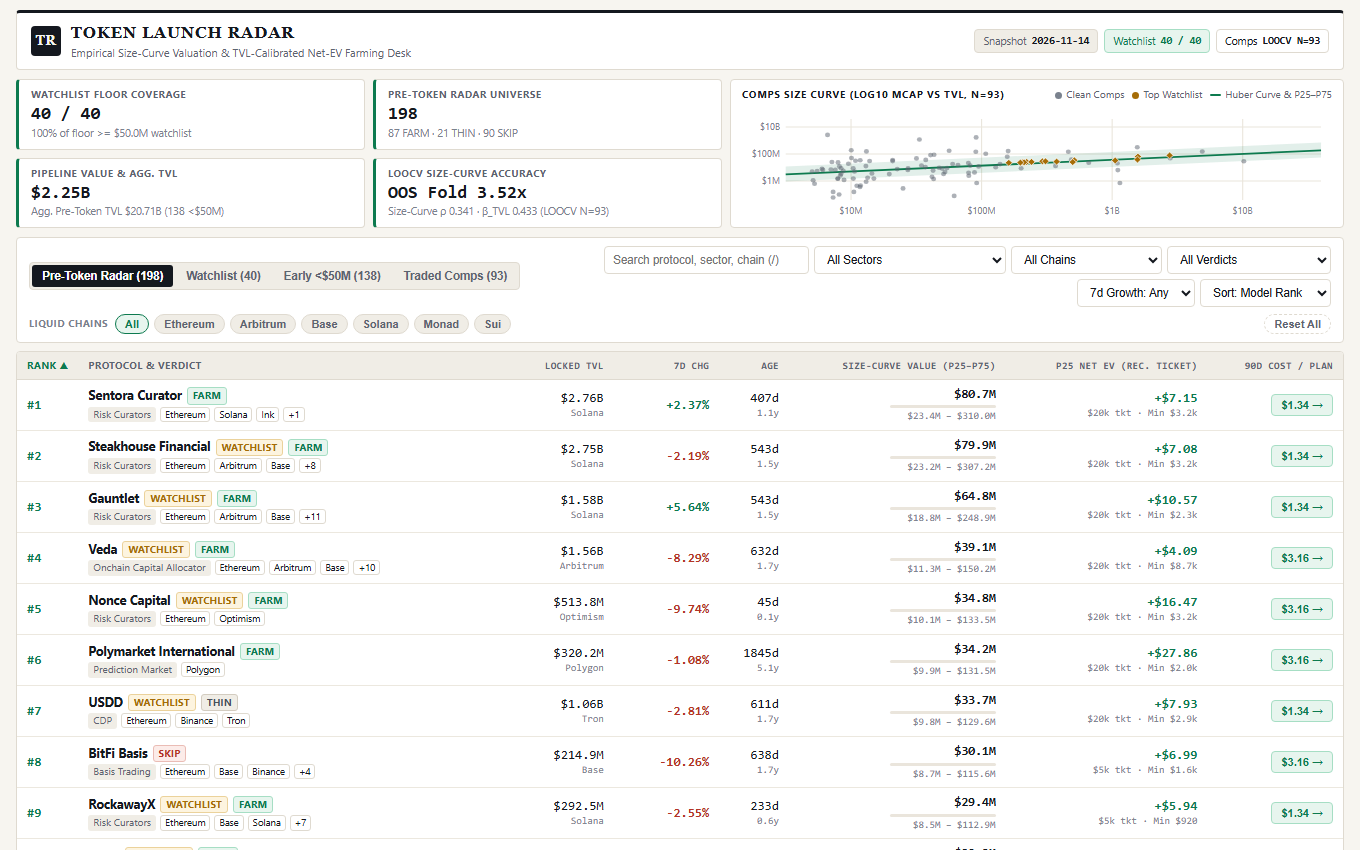 TR
TOKEN LAUNCH RADAR
Empirical Size-Curve Valuation & TVL-Calibrated Net-EV Farming Desk
Snapshot 2026-11-14
Watchlist 40 / 40
Comps LOOCV N=93
WATCHLIST FLOOR COVERAGE
40 / 40
100% of floor >= $50.0M watchlist
PRE-TOKEN RADAR UNIVERSE
198
87 FARM · 21 THIN · 90 SKIP
PIPELINE VALUE & AGG. TVL
$2.25B
Agg. Pre-Token TVL $20.71B (138 <$50M)
LOOCV SIZE-CURVE ACCURACY
OOS Fold 3.52x
Size-Curve ρ 0.341 · β_TVL 0.433 (LOOCV N=93)
COMPS SIZE CURVE (LOG10 MCAP VS TVL, N=93)
Clean Comps Top Watchlist Huber Curve & P25–P75
$10B
$100M
$1M
$10M $100M $1B $10B
Pre-Token Radar (198) Watchlist (40) Early <$50M (138) Traded Comps (93)
Search protocol, sector, chain (/) All Sectors All Chains All Verdicts
7d Growth: Any Sort: Model Rank
LIQUID CHAINS All Ethereum Arbitrum Base Solana Monad Sui Reset All
RANK ▲ PROTOCOL & VERDICT LOCKED TVL 7D CHG AGE SIZE-CURVE VALUE (P25–P75) P25 NET EV (REC. TICKET) 90D COST / PLAN
#1 Sentora Curator FARM $2.76B +2.37% 407d $80.7M +$7.15 $1.34 →
Risk Curators Ethereum Solana Ink +1 Solana 1.1y $23.4M – $310.0M $20k tkt · Min $3.2k
#2 Steakhouse Financial WATCHLIST FARM $2.75B -2.19% 543d $79.9M +$7.08 $1.34 →
Risk Curators Ethereum Arbitrum Base +8 Solana 1.5y $23.2M – $307.2M $20k tkt · Min $3.2k
#3 Gauntlet WATCHLIST FARM $1.58B +5.64% 543d $64.8M +$10.57 $1.34 →
Risk Curators Ethereum Arbitrum Base +11 Solana 1.5y $18.8M – $248.9M $20k tkt · Min $2.3k
#4 Veda WATCHLIST FARM $1.56B -8.29% 632d $39.1M +$4.09 $3.16 →
Onchain Capital Allocator Ethereum Arbitrum Base +10 Arbitrum 1.7y $11.3M – $150.2M $20k tkt · Min $8.7k
#5 Nonce Capital WATCHLIST FARM $513.8M -9.74% 45d $34.8M +$16.47 $3.16 →
Risk Curators Ethereum Optimism Optimism 0.1y $10.1M – $133.5M $20k tkt · Min $3.2k
#6 Polymarket International FARM $320.2M -1.08% 1845d $34.2M +$27.86 $3.16 →
Prediction Market Polygon Polygon 5.1y $9.9M – $131.5M $20k tkt · Min $2.0k
#7 USDD WATCHLIST THIN $1.06B -2.81% 611d $33.7M +$7.93 $1.34 →
CDP Ethereum Binance Tron Tron 1.7y $9.8M – $129.6M $20k tkt · Min $2.9k
#8 BitFi Basis SKIP $214.9M -10.26% 638d $30.1M +$6.99 $3.16 →
Basis Trading Ethereum Base Binance +4 Base 1.7y $8.7M – $115.6M $5k tkt · Min $1.6k
#9 RockawayX WATCHLIST FARM $292.5M -2.55% 233d $29.4M +$5.94 $1.34 →
Risk Curators Ethereum Base Solana +7 Solana 0.6y $8.5M – $112.9M $5k tkt · Min $920